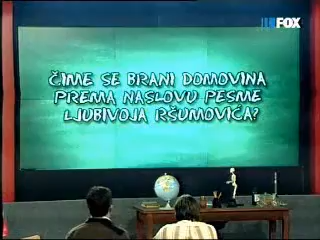 FOX
ČIME SE BRANI DOMOVINA
PREMA NASLOVU PESME
LJUBIVOJA RŠUMOVIĆA?